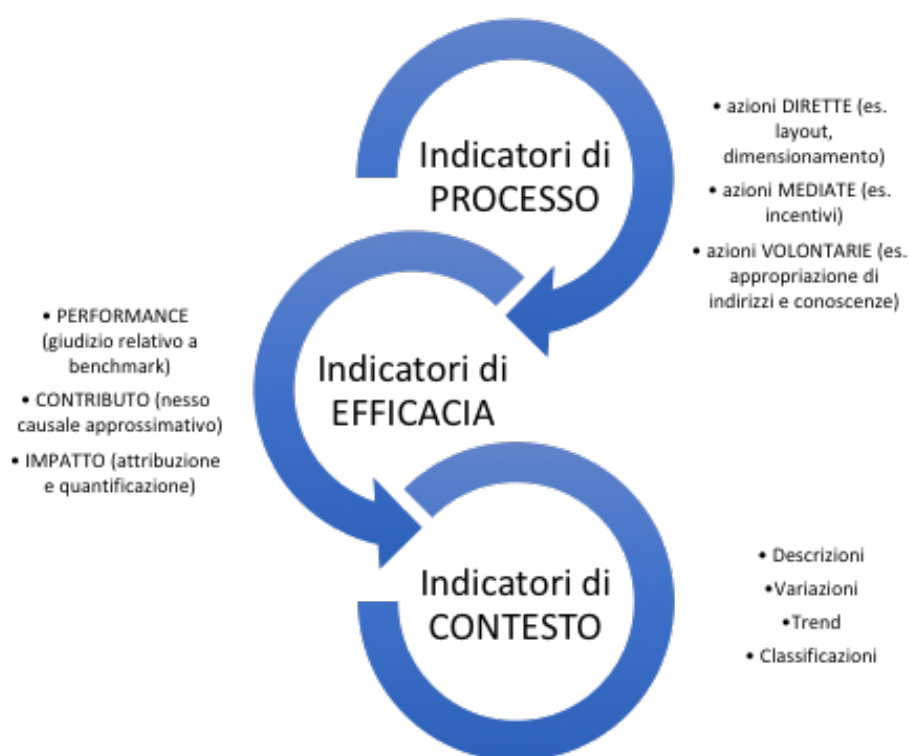 Indicatori di
PROCESSO
• azioni DIRETTE (es.
layout,
dimensionamento)
• azioni MEDIATE (es.
incentivi)
• azioni VOLONTARIE (es.
appropriazione di
indirizzi e conoscenze)
• PERFORMANCE
(giudizio relativo a
benchmark)
• CONTRIBUTO (nesso
causale approssimativo)
• IMPATTO (attribuzione
e quantificazione)
Indicatori di
EFFICACIA
Indicatori di
CONTESTO
• Descrizioni
•Variazioni
•Trend
• Classificazioni